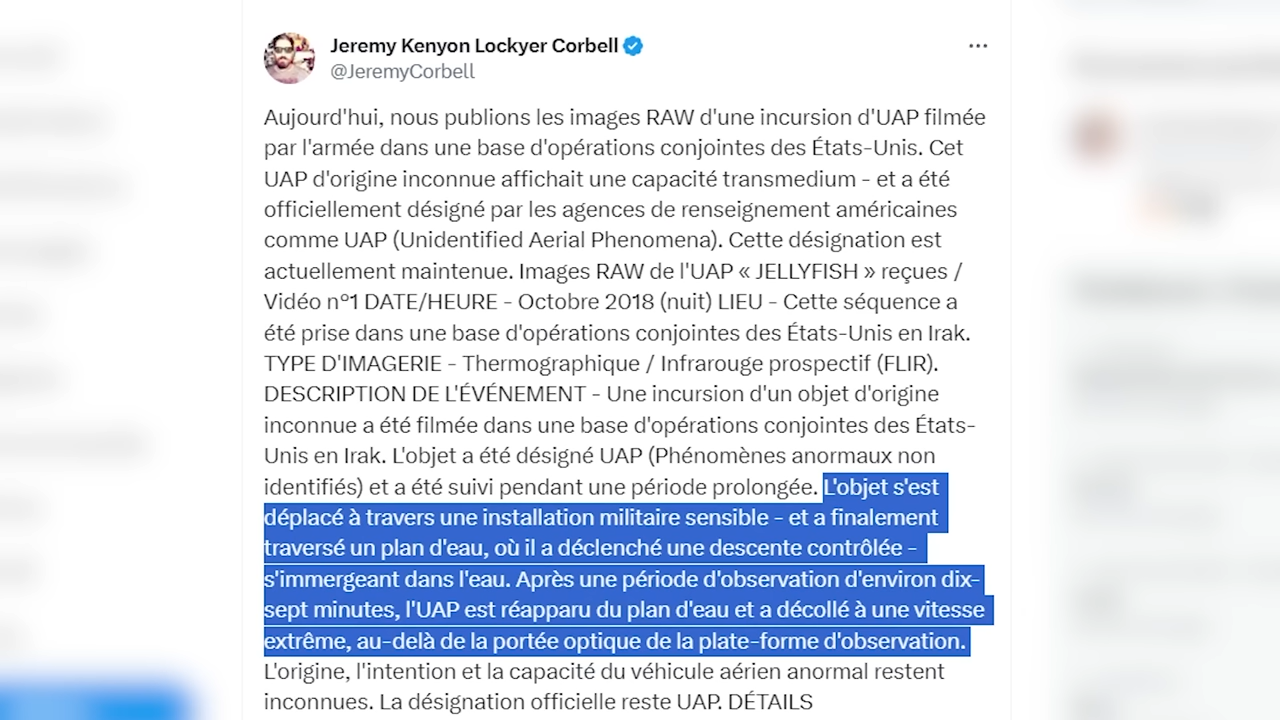 Jeremy Kenyon Lockyer Corbell
@JeremyCorbell
Aujourd'hui, nous publions les images RAW d'une incursion d'UAP filmée
par l'armée dans une base d'opérations conjointes des États-Unis. Cet
UAP d'origine inconnue affichait une capacité transmedium - et a été
officiellement désigné par les agences de renseignement américaines
comme UAP (Unidentified Aerial Phenomena). Cette désignation est
actuellement maintenue. Images RAW de l'UAP « JELLYFISH » reçues /
Vidéo n°1 DATE/HEURE - Octobre 2018 (nuit) LIEU - Cette séquence a
été prise dans une base d'opérations conjointes des États-Unis en Irak.
TYPE D'IMAGERIE - Thermographique / Infrarouge prospectif (FLIR).
DESCRIPTION DE L'ÉVÉNEMENT - Une incursion d'un objet d'origine
inconnue a été filmée dans une base d'opérations conjointes des États-
Unis en Irak. L'objet a été désigné UAP (Phénomènes anormaux non
identifiés) et a été suivi pendant une période prolongée. L'objet s'est
déplacé à travers une installation militaire sensible - et a finalement
traversé un plan d'eau, où il a déclenché une descente contrôlée -
s'immergeant dans l'eau. Après une période d'observation d'environ dix-
sept minutes, l'UAP est réapparu du plan d'eau et a décollé à une vitesse
extrême, au-delà de la portée optique de la plate-forme d'observation.
L'origine, l'intention et la capacité du véhicule aérien anormal restent
inconnues. La désignation officielle reste UAP. DÉTAILS